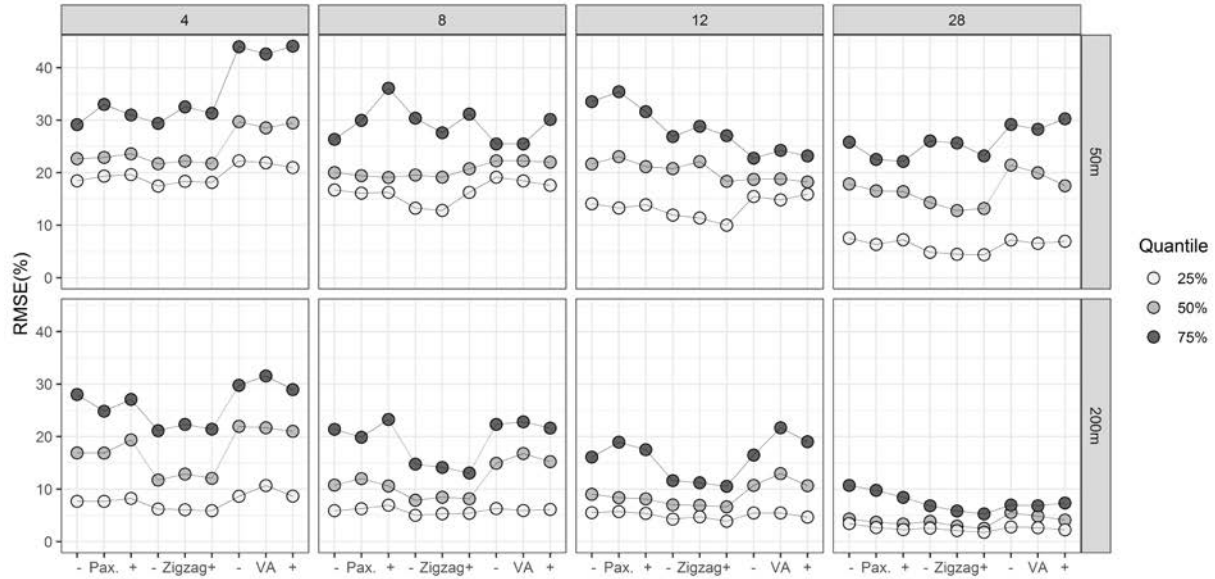 4 8 12 28
RMSE(%)
40
30
20
10
0
50m
40
30
20
10
0
200m
- Pax. + - Zigzag+ - VA + - Pax. + - Zigzag+ - VA + - Pax. + - Zigzag+ - VA + - Pax. + - Zigzag+ - VA +
Quantile
25%
50%
75%